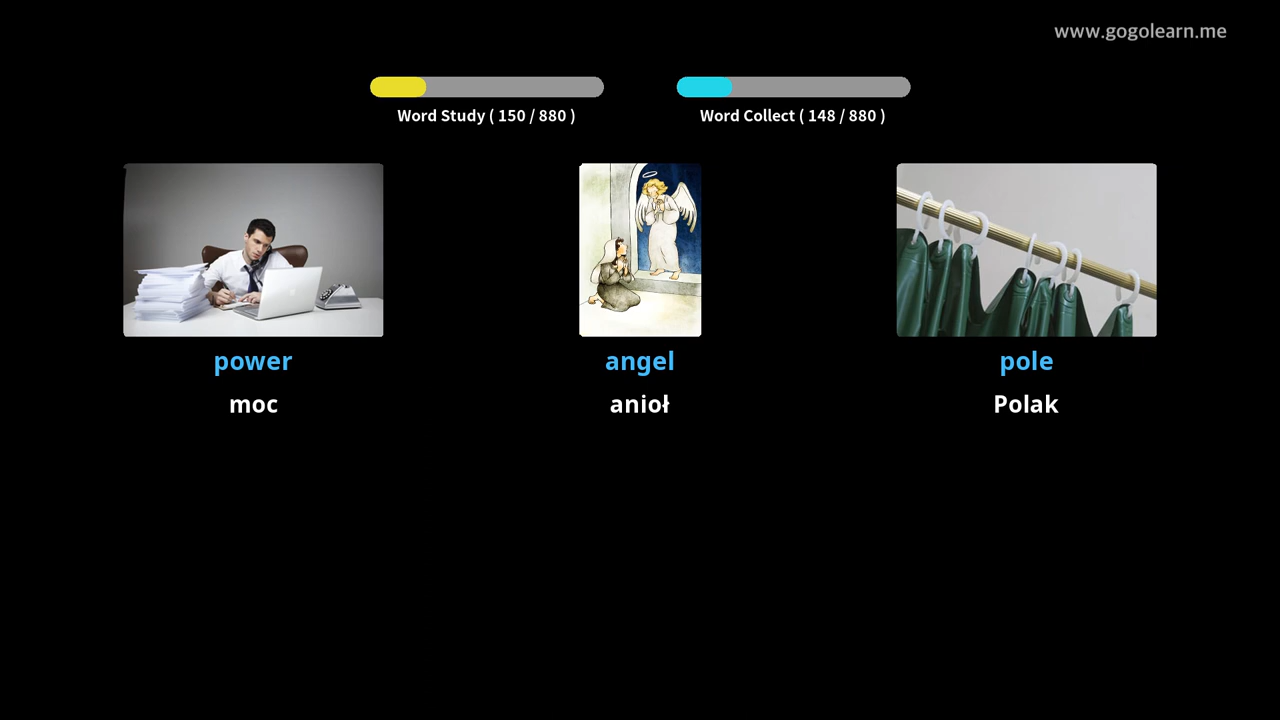 www.gogolearn.me
Word Study ( 150 / 880 )
Word Collect ( 148 / 880 )
power
angel
pole
moc
anioł
Polak